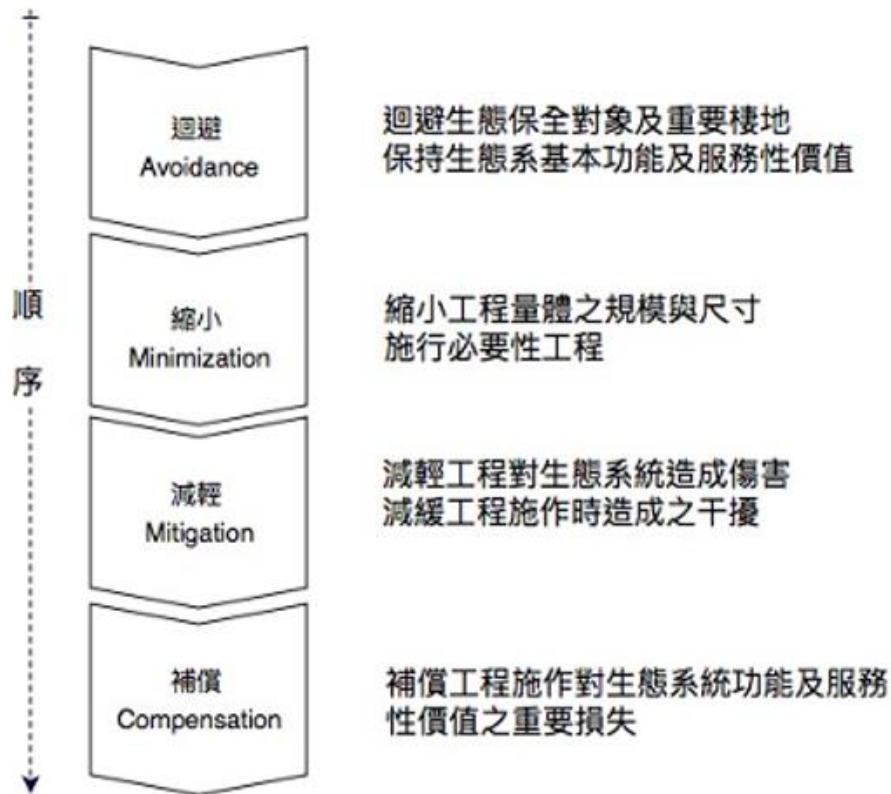 順
序
迴避
Avoidance
迴避生態保全對象及重要棲地
保持生態系基本功能及服務性價值
縮小
Minimization
縮小工程量體之規模與尺寸
施行必要性工程
減輕
Mitigation
減輕工程對生態系統造成傷害
減緩工程施作時造成之干擾
補償
Compensation
補償工程施作對生態系統功能及服務
性價值之重要損失